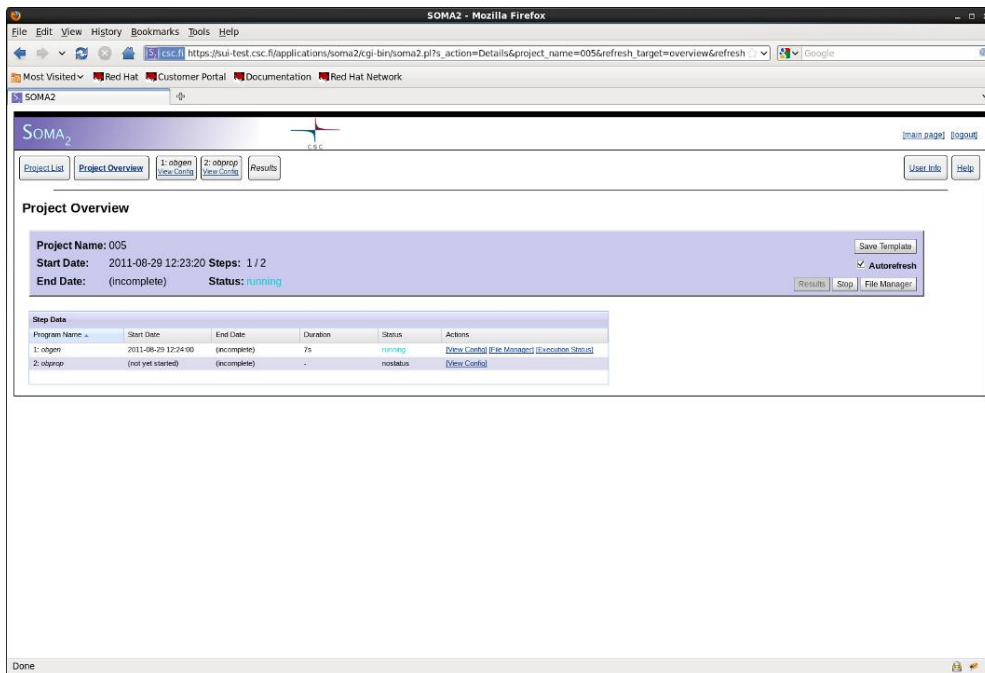 SOMA2 - Mozilla Firefox
File Edit View History Bookmarks Tools Help
S2 csc.fi https://sui-test.csc.fi/applications/soma2/cgi-bin/soma2.pl?s_action=Details&project_name=005&refresh_target=overview&refresh Google
Most Visited Red Hat Customer Portal Documentation Red Hat Network
SOMA2
SOMA2 CSC [main page] [logout]
Project List Project Overview 1: obgen View Config 2: obprop View Config Results User Info Help
Project Overview
Project Name: 005 Save Template
Start Date: 2011-08-29 12:23:20 Steps: 1 / 2 Autorefresh
End Date: (incomplete) Status: running Results Stop File Manager
Step Data
Program Name Start Date End Date Duration Status Actions
1: obgen 2011-08-29 12:24:00 (incomplete) 7s running [View Config] [File Manager] [Execution Status]
2: obprop (not yet started) (incomplete) - nostatus [View Config]
Done